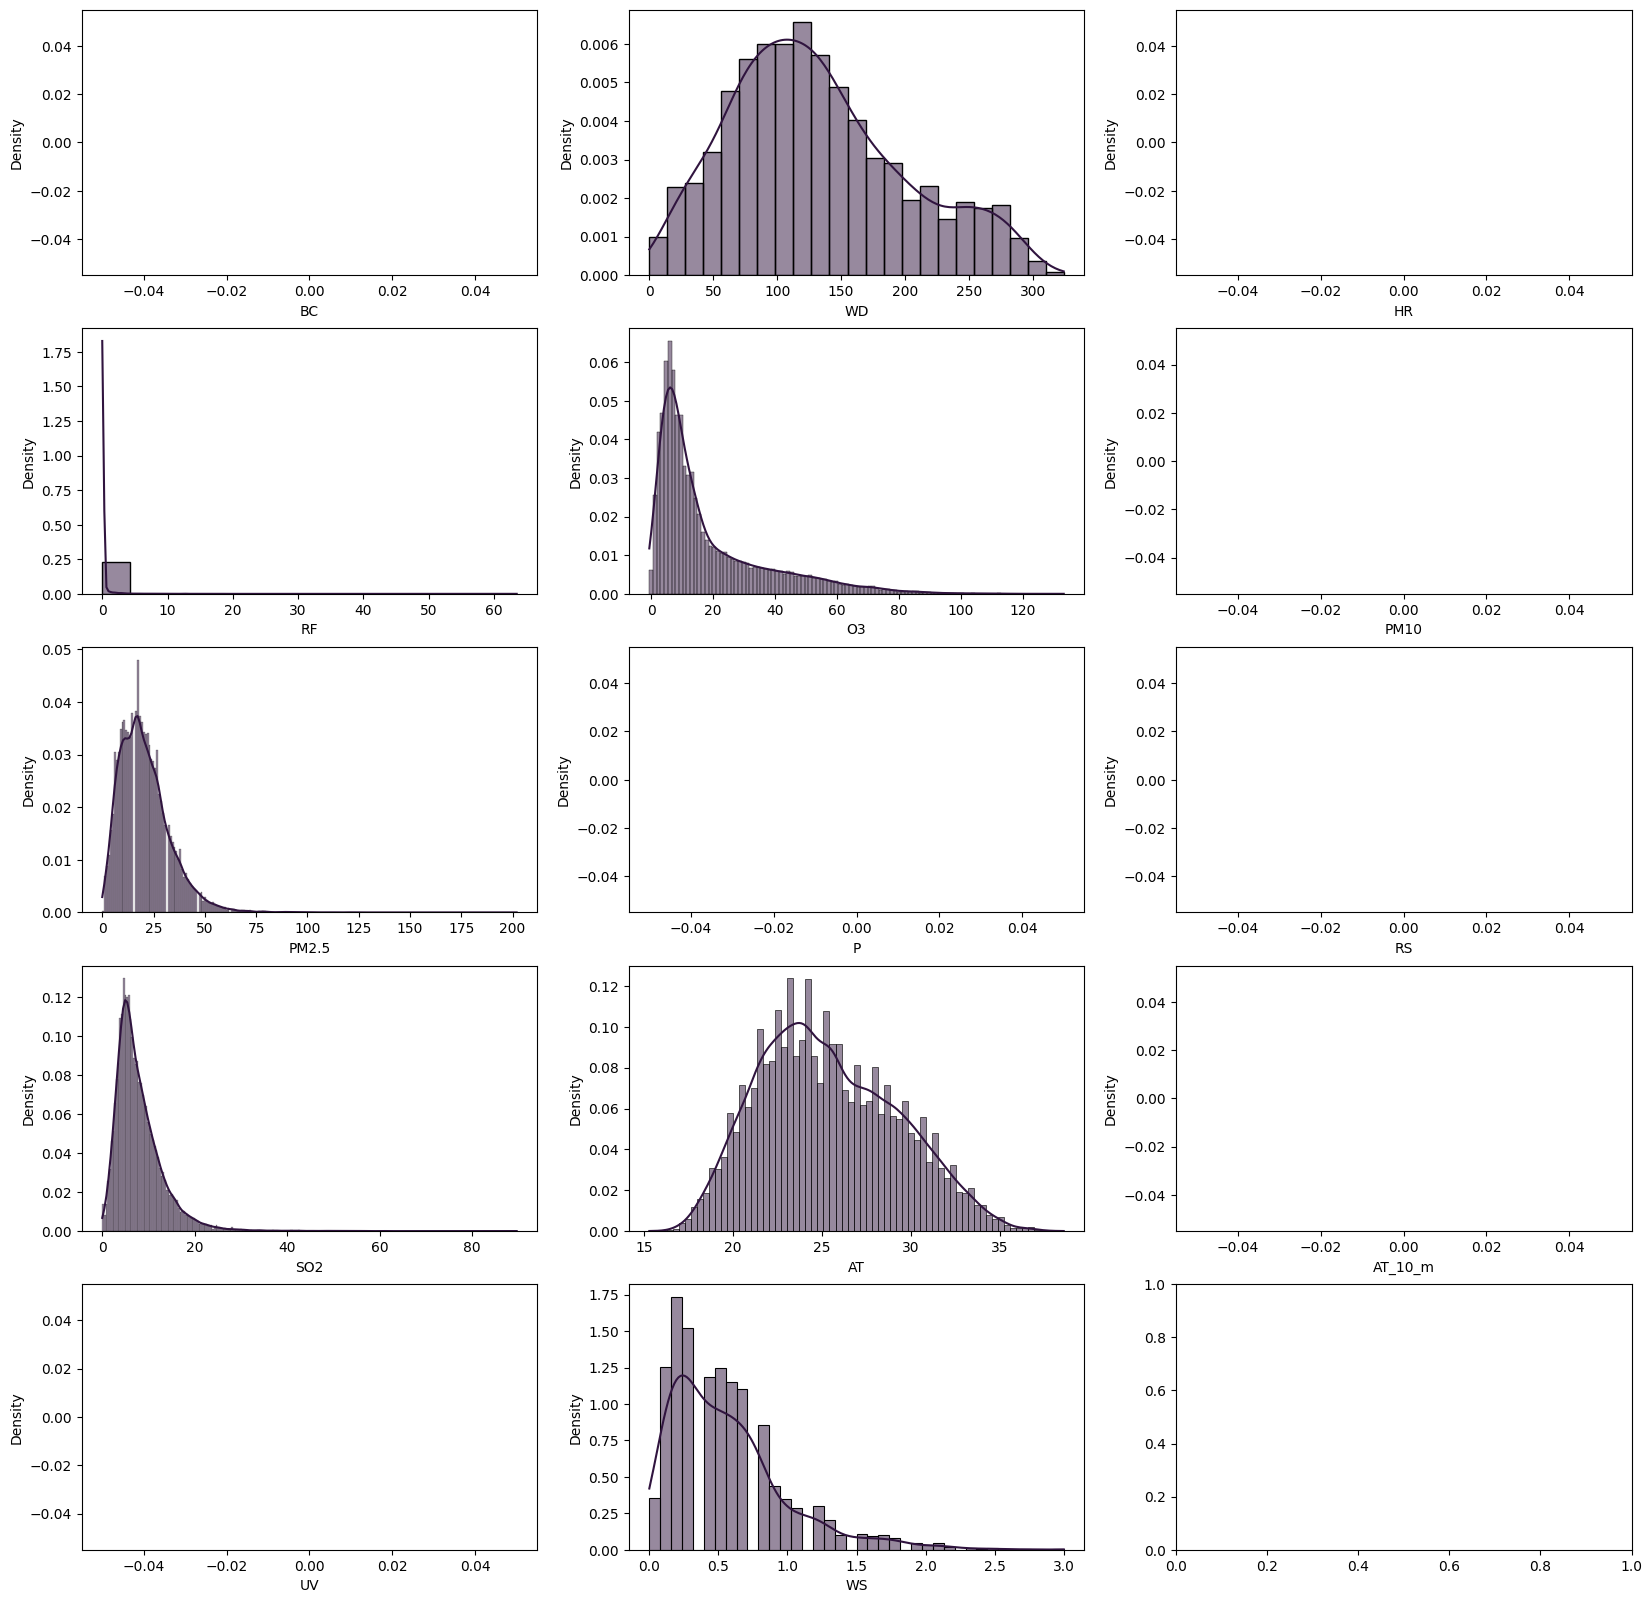 0.04
0.02
0.00
−0.02
−0.04
Density
−0.04 −0.02 0.00 0.02 0.04
BC
0.006
0.005
0.004
0.003
0.002
0.001
0.000
Density
0 50 100 150 200 250 300
WD
0.04
0.02
0.00
−0.02
−0.04
Density
−0.04 −0.02 0.00 0.02 0.04
HR
1.75
1.50
1.25
1.00
0.75
0.50
0.25
0.00
Density
0 10 20 30 40 50 60
RF
0.06
0.05
0.04
0.03
0.02
0.01
0.00
Density
0 20 40 60 80 100 120
O3
0.04
0.02
0.00
−0.02
−0.04
Density
−0.04 −0.02 0.00 0.02 0.04
PM10
0.05
0.04
0.03
0.02
0.01
0.00
Density
0 25 50 75 100 125 150 175 200
PM2.5
0.04
0.02
0.00
−0.02
−0.04
Density
−0.04 −0.02 0.00 0.02 0.04
P
0.04
0.02
0.00
−0.02
−0.04
Density
−0.04 −0.02 0.00 0.02 0.04
RS
0.12
0.10
0.08
0.06
0.04
0.02
0.00
Density
0 20 40 60 80
SO2
0.12
0.10
0.08
0.06
0.04
0.02
0.00
Density
15 20 25 30 35
AT
0.04
0.02
0.00
−0.02
−0.04
Density
−0.04 −0.02 0.00 0.02 0.04
AT_10_m
0.04
0.02
0.00
−0.02
−0.04
Density
−0.04 −0.02 0.00 0.02 0.04
UV
1.75
1.50
1.25
1.00
0.75
0.50
0.25
0.00
Density
0.0 0.5 1.0 1.5 2.0 2.5 3.0
WS
1.0
0.8
0.6
0.4
0.2
0.0
0.0 0.2 0.4 0.6 0.8 1.0